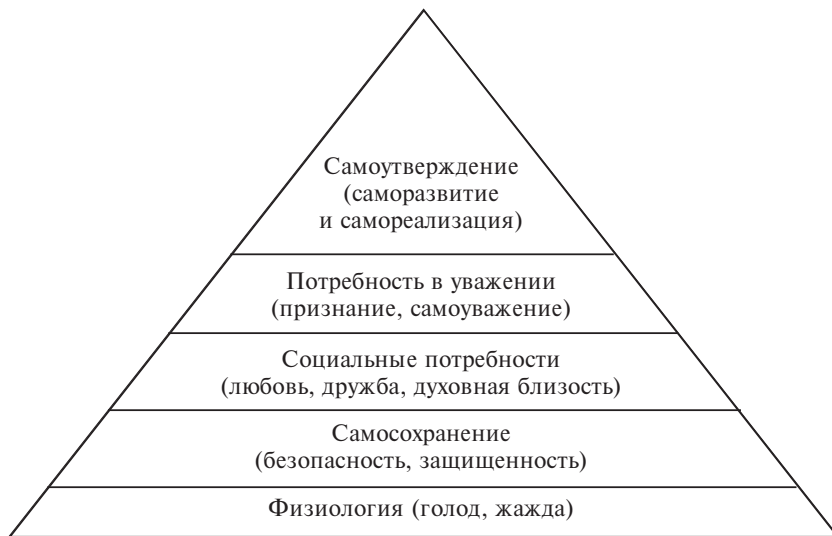 Самоутверждение
(саморазвитие
и самореализация)
Потребность в уважении
(признание, самоуважение)
Социальные потребности
(любовь, дружба, духовная близость)
Самосохранение
(безопасность, защищенность)
Физиология (голод, жажда)